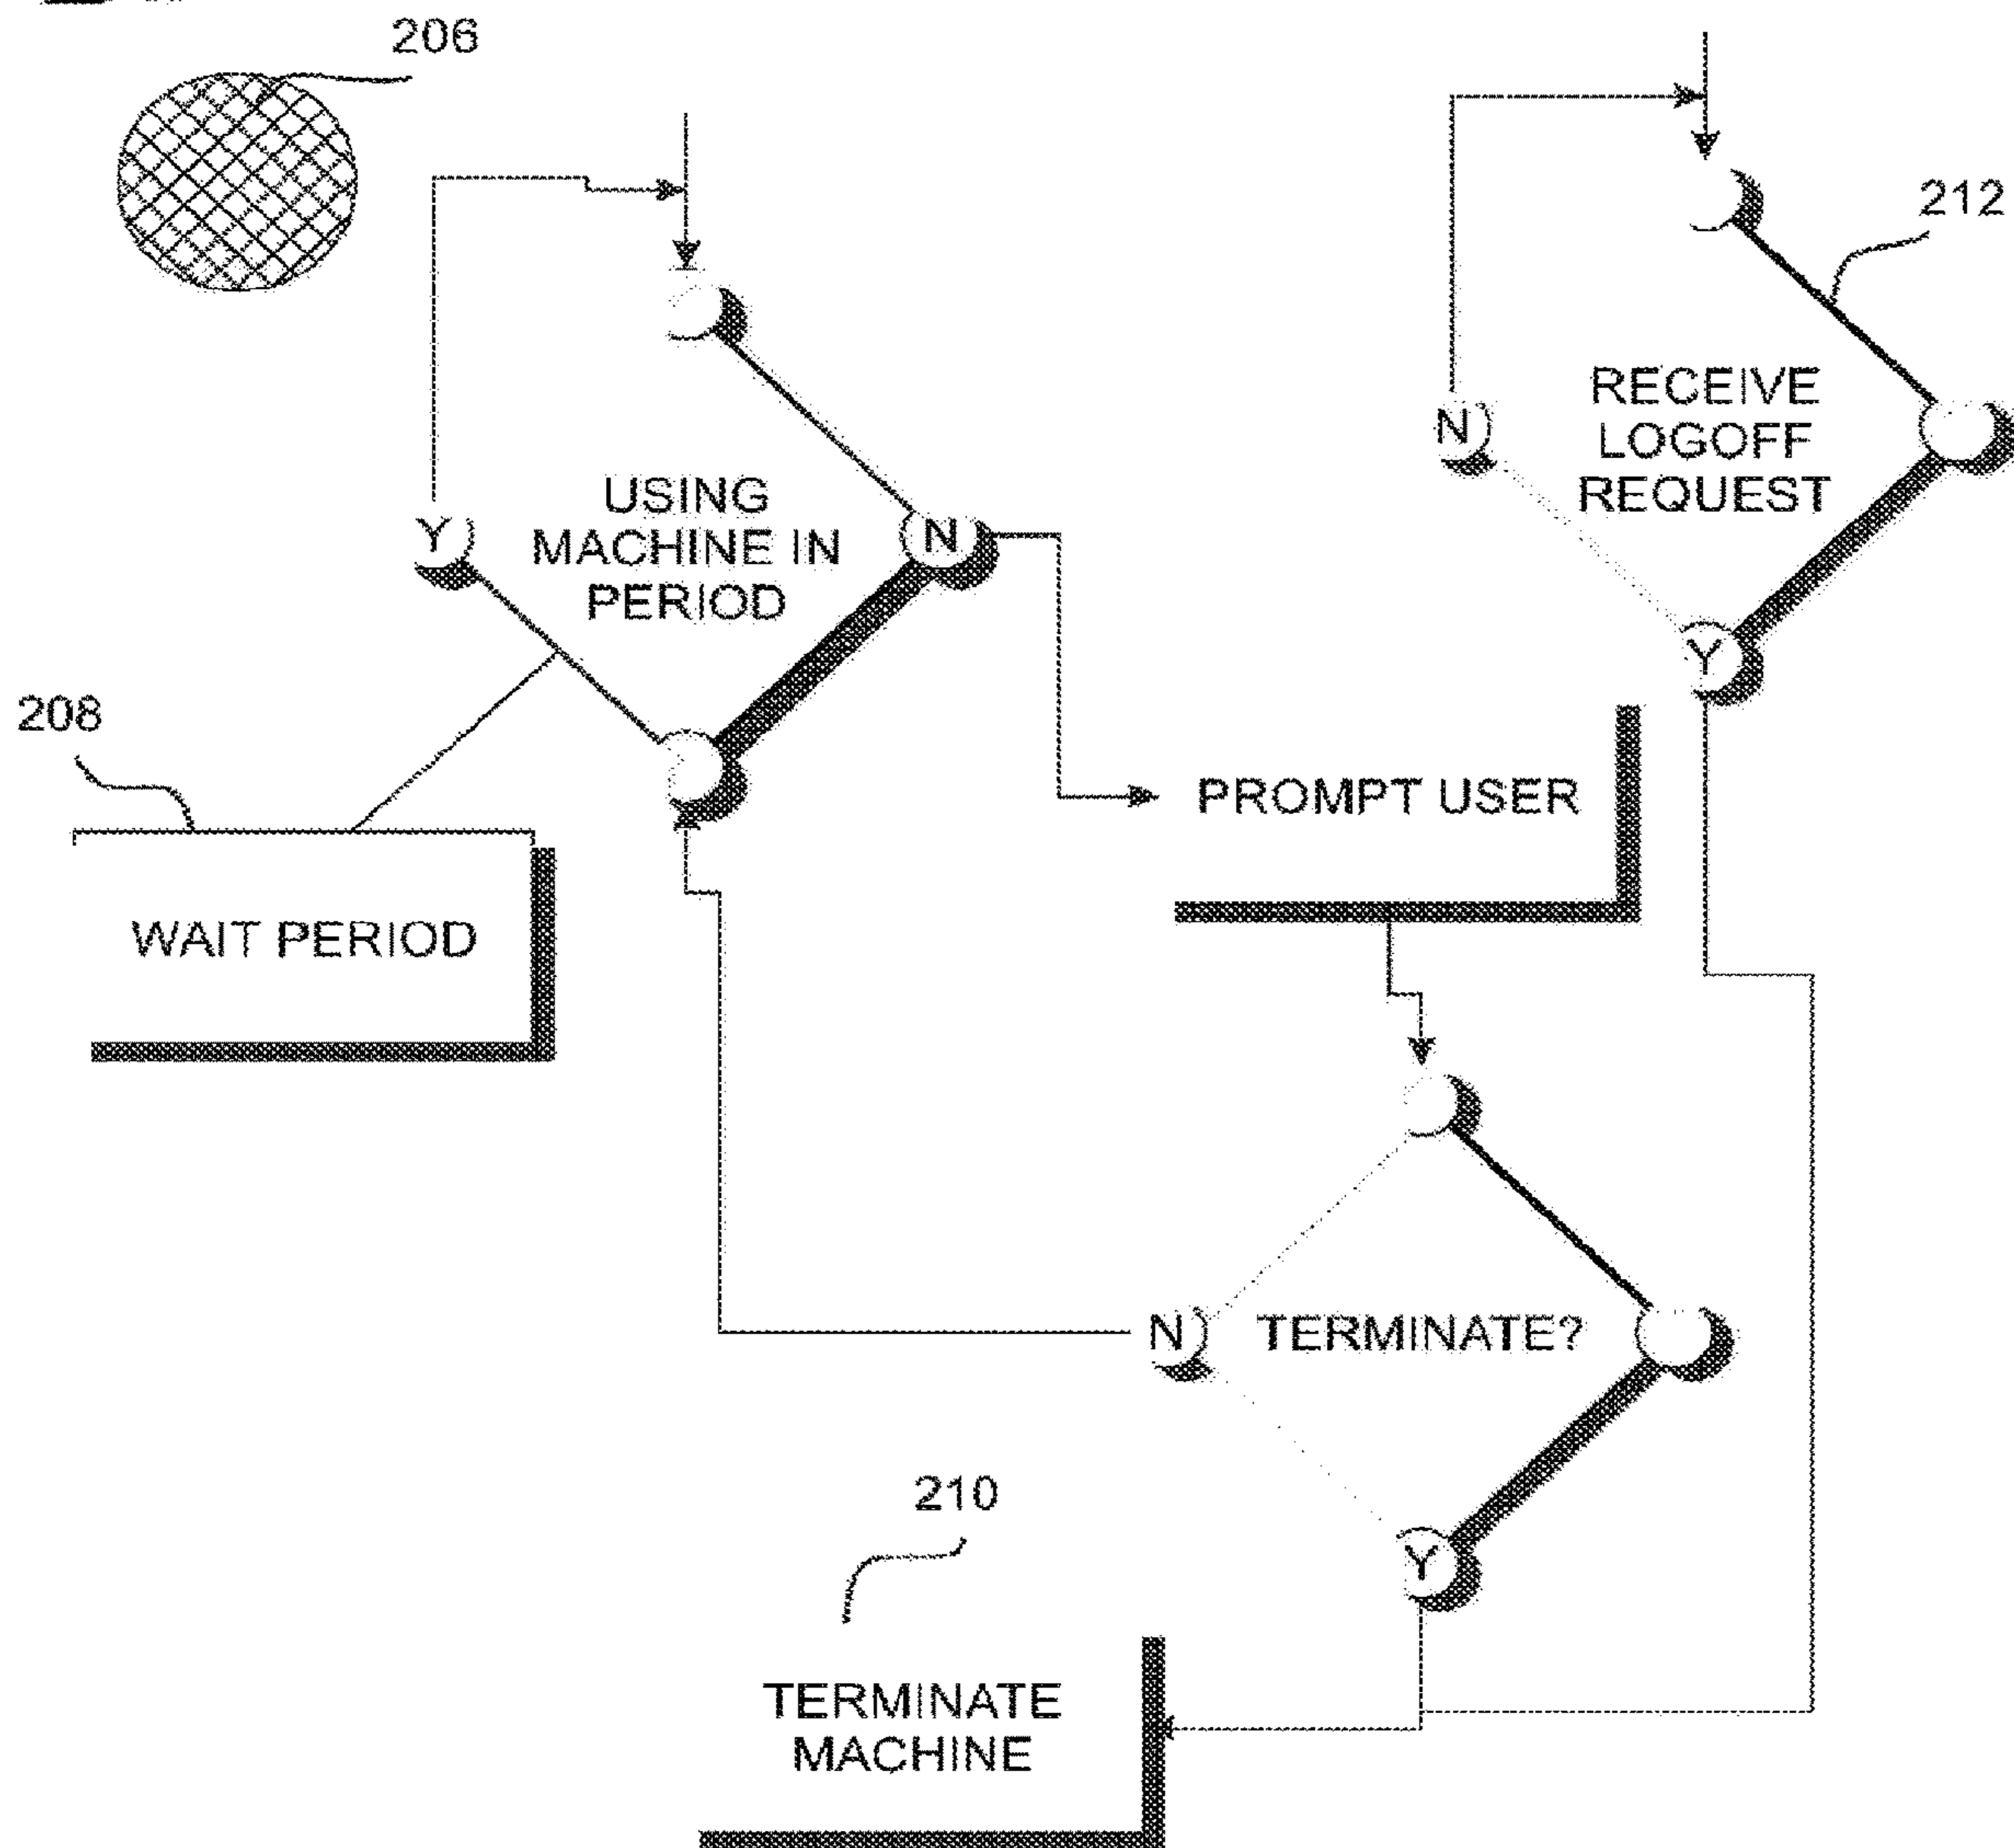 206
212
RECEIVE
LOGOFF
REQUEST
N
Y
USING
MACHINE IN
PERIOD
Y
N
208
WAIT PERIOD
PROMPT USER
TERMINATE?
N
Y
210
TERMINATE
MACHINE